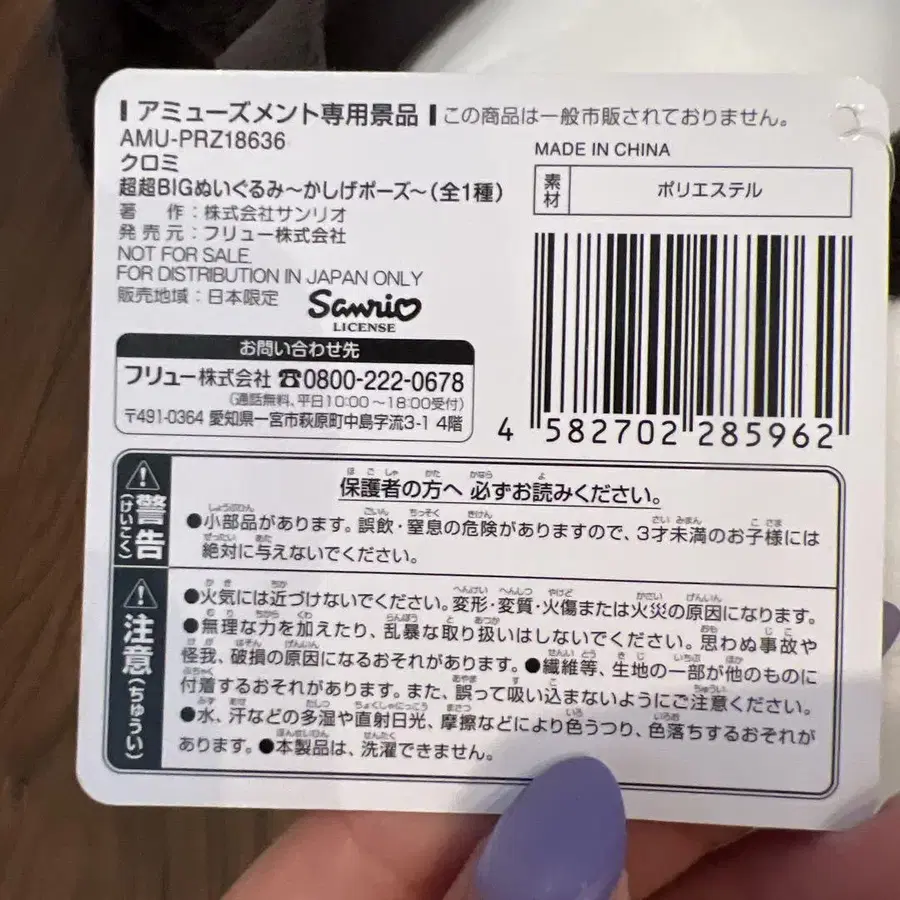 アミューズメント専用景品 この商品は一般市販されておりません。
AMU-PRZ18636
クロミ
超超BIGぬいぐるみ～かしげポーズ～(全1種)
著 作:株式会社サンリオ
発売元:フリュー株式会社
NOT FOR SALE
FOR DISTRIBUTION IN JAPAN ONLY
販売地域:日本限定
Sanrio
LICENSE
お問い合わせ先
フリュー株式会社 ☎0800-222-0678
(通話無料、平日10:00～18:00受付)
〒491-0364 愛知県一宮市萩原町中島字流3-1 4階
MADE IN CHINA
素材 ポリエステル
4 582702 285962
警告(けいこく)
保護者の方へ 必ずお読みください。
●小部品があります。誤飲・窒息の危険がありますので、3才未満のお子様には
絶対に与えないでください。
注意(ちゅうい)
●火気には近づけないでください。変形・変質・火傷または火災の原因になります。
●無理な力を加えたり、乱暴な取り扱いはしないでください。思わぬ事故や
怪我、破損の原因になるおそれがあります。●繊維等、生地の一部が他のものに
付着するおそれがあります。また、誤って吸い込まないようにご注意ください。
●水、汗などの多湿や直射日光、摩擦などにより色うつり、色落ちするおそれが
あります。●本製品は、洗濯できません。